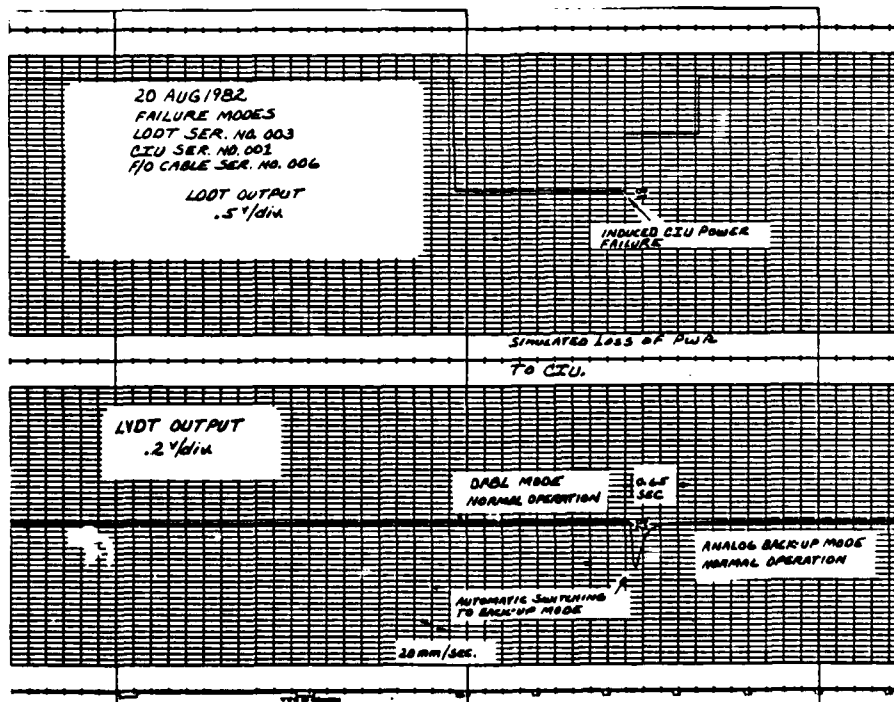 20 AUG 1982
FAILURE MODES
LODT SER. NO. 003
CIU SER. NO. 001
F/O CABLE SER. NO. 006
LODT OUTPUT
.5 V/div
INDUCED CIU POWER
FAILURE
SIMULATED LOSS OF PWR
TO CIU.
LVDT OUTPUT
.2 V/div
DRBL MODE
NORMAL OPERATION
0.65
SEC
ANALOG BACK-UP MODE
NORMAL OPERATION
AUTOMATIC SWITCHING
TO BACK-UP MODE
20 mm/SEC.